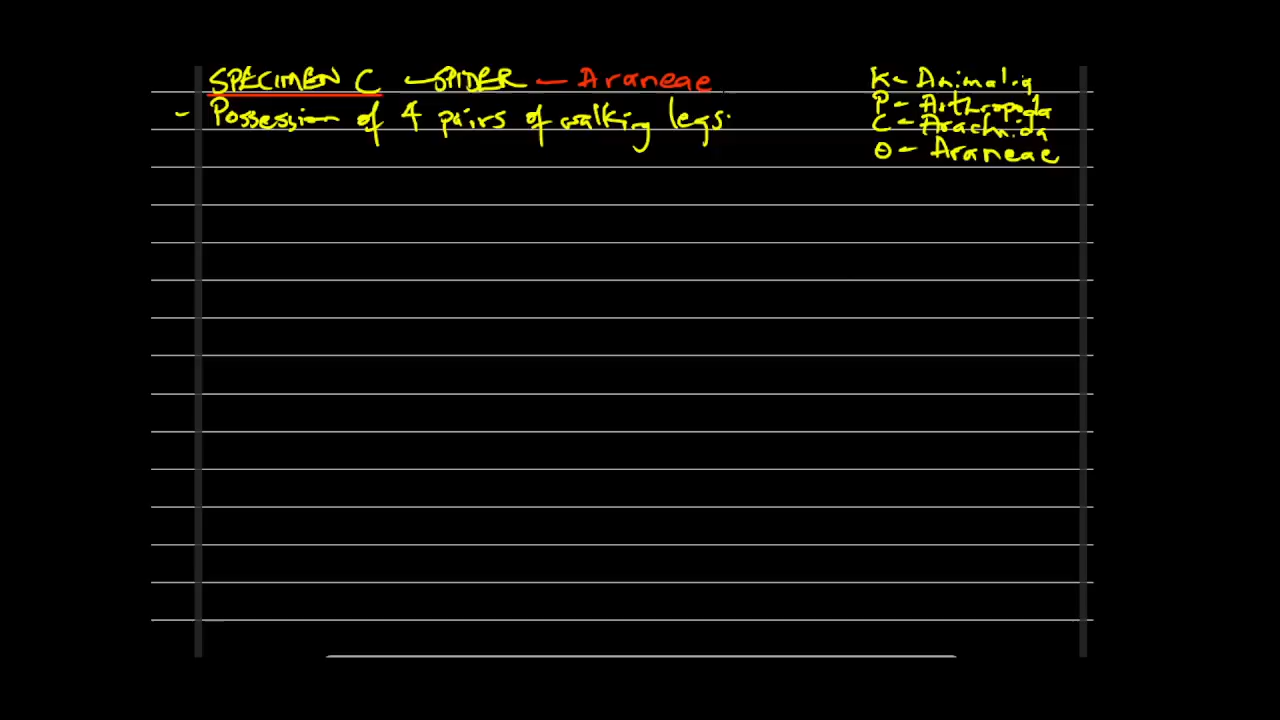 SPECIMEN C - SPIDER - Araneae
- Possession of 4 pairs of walking legs.
K - Animalia
P - Arthropoda
C - Arachnida
O - Araneae